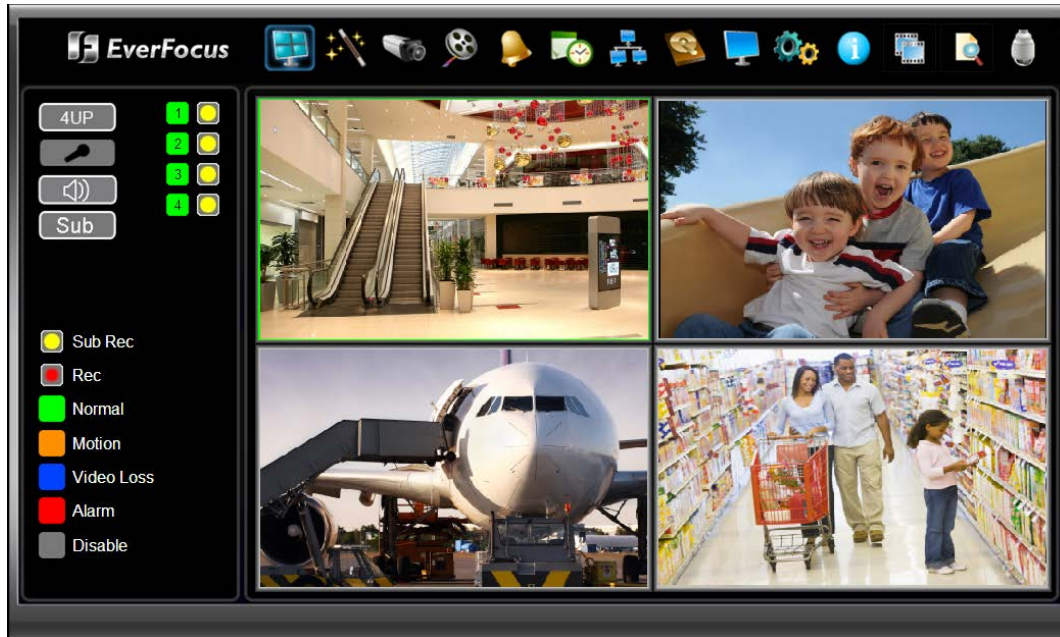 EverFocus
4UP
1
2
3
4
Sub
Sub Rec
Rec
Normal
Motion
Video Loss
Alarm
Disable